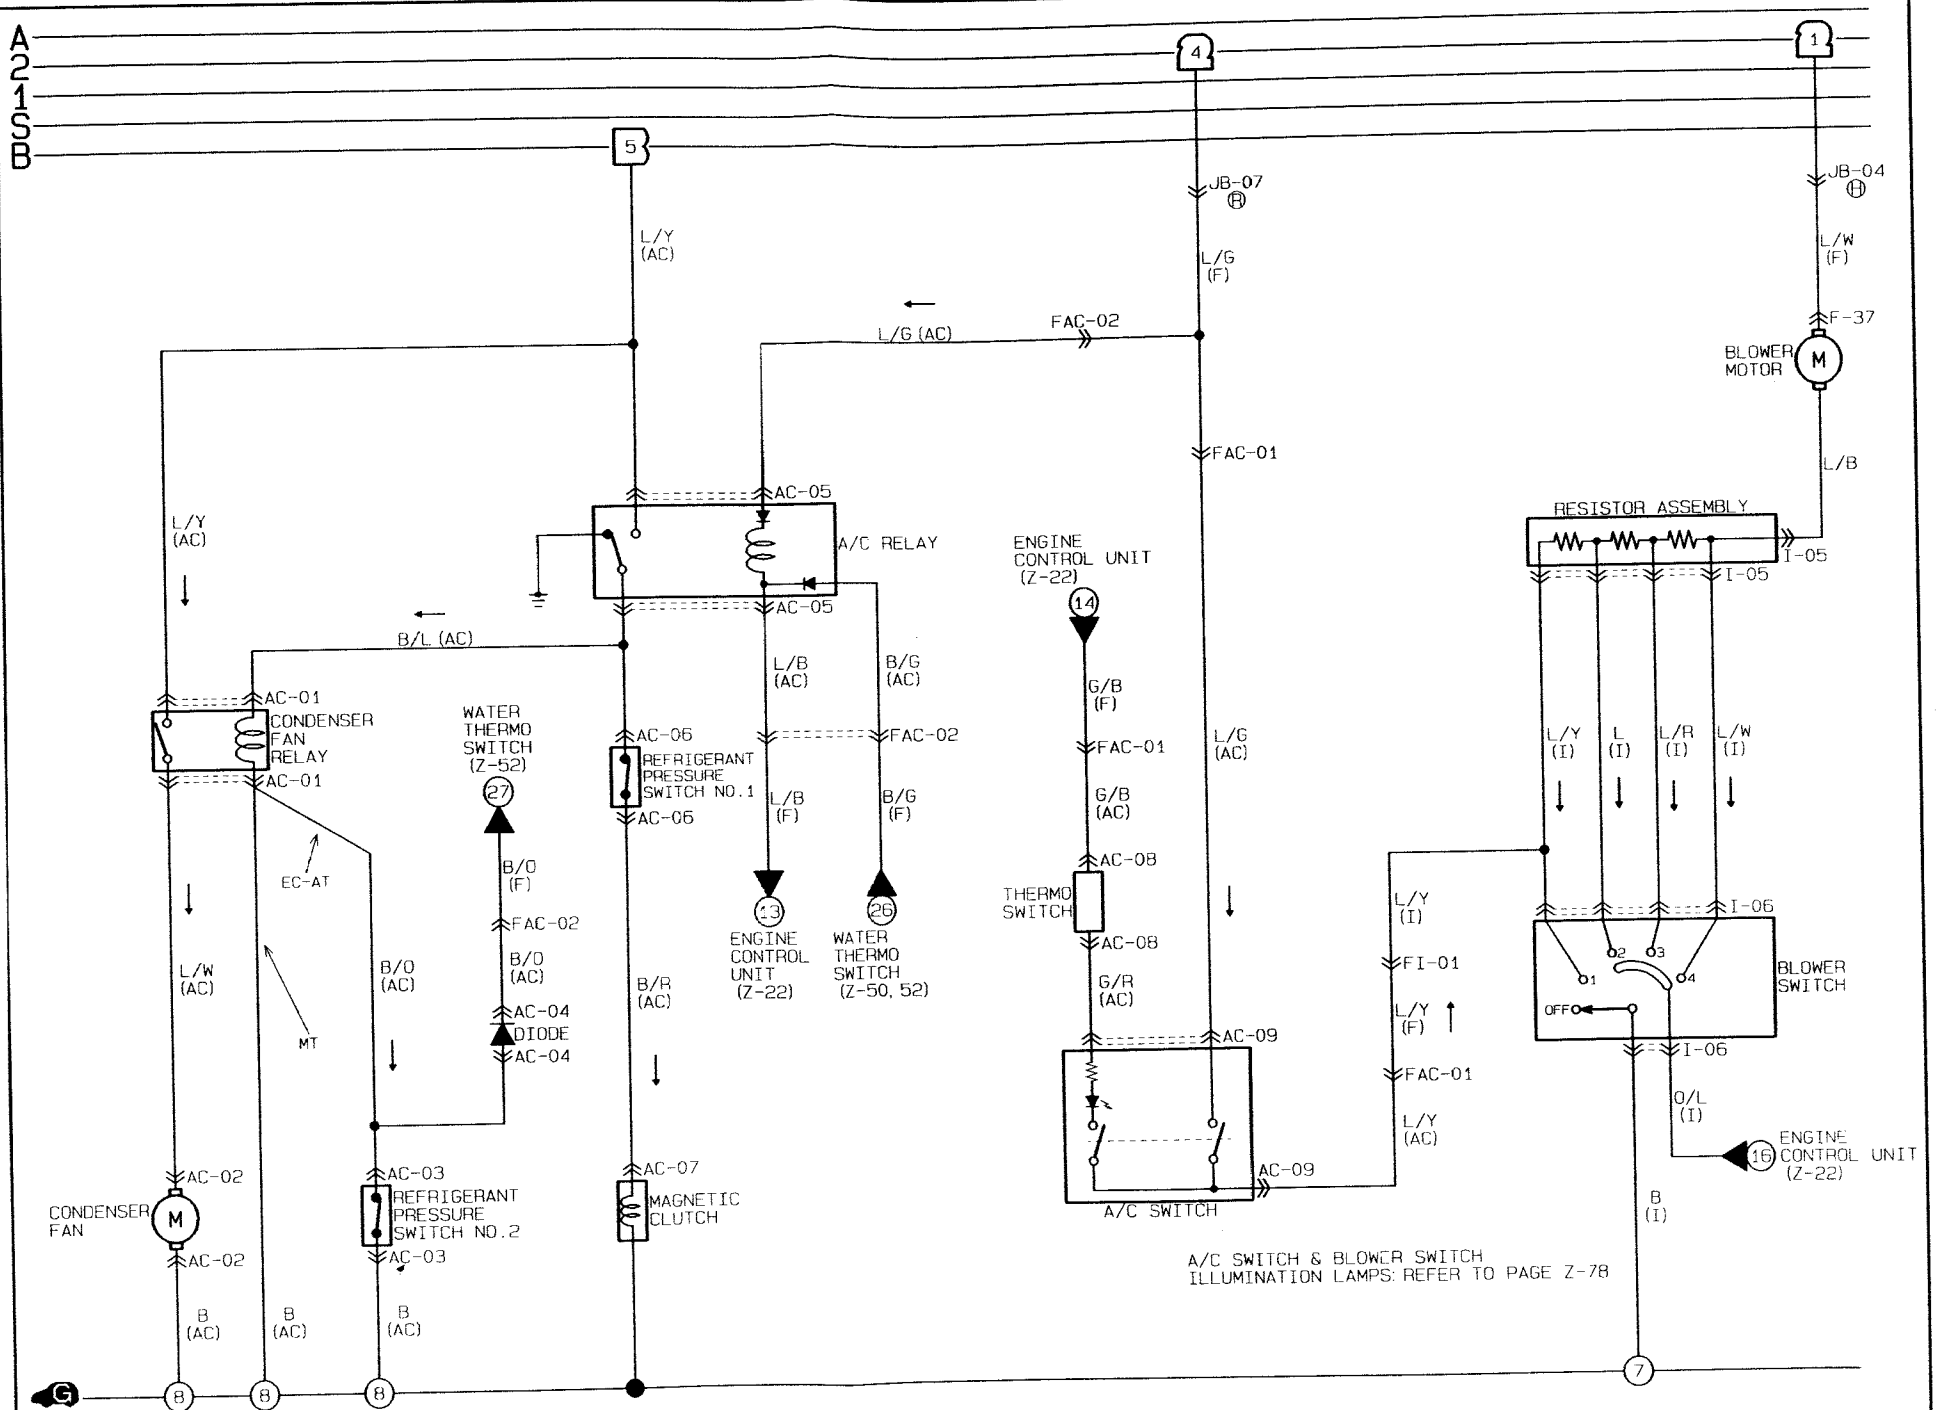 A
2
1
S
B
4
1
5
JB-07
R
JB-04
H
L/Y
(AC)
L/G
(F)
L/W
(F)
FAC-02
L/G (AC)
F-37
BLOWER
MOTOR
M
FAC-01
L/B
AC-05
L/Y
(AC)
A/C RELAY
RESISTOR ASSEMBLY
I-05
I-05
ENGINE
CONTROL UNIT
(Z-22)
14
AC-05
B/L (AC)
L/B
(AC)
B/G
(AC)
G/B
(F)
AC-01
CONDENSER
FAN
RELAY
AC-01
WATER
THERMO
SWITCH
(Z-52)
27
AC-06
REFRIGERANT
PRESSURE
SWITCH NO.1
AC-06
FAC-02
FAC-01
L/G
(AC)
L/Y
(I)
L
(I)
L/R
(I)
L/W
(I)
L/B
(F)
B/G
(F)
G/B
(AC)
EC-AT
B/O
(F)
AC-08
THERMO
SWITCH
AC-08
FAC-02
13
ENGINE
CONTROL
UNIT
(Z-22)
26
WATER
THERMO
SWITCH
(Z-50, 52)
L/Y
(I)
I-06
FI-01
2
3
1
4
OFF
BLOWER
SWITCH
I-06
L/W
(AC)
MT
B/O
(AC)
B/O
(AC)
AC-04
DIODE
AC-04
B/R
(AC)
G/R
(AC)
AC-09
L/Y
(F)
FAC-01
O/L
(I)
L/Y
(AC)
16
ENGINE
CONTROL UNIT
(Z-22)
AC-02
CONDENSER
FAN
M
AC-02
AC-03
REFRIGERANT
PRESSURE
SWITCH NO.2
AC-03
AC-07
MAGNETIC
CLUTCH
AC-09
A/C SWITCH
B
(I)
A/C SWITCH & BLOWER SWITCH
ILLUMINATION LAMPS: REFER TO PAGE Z-78
B
(AC)
B
(AC)
B
(AC)
G
8
8
8
7